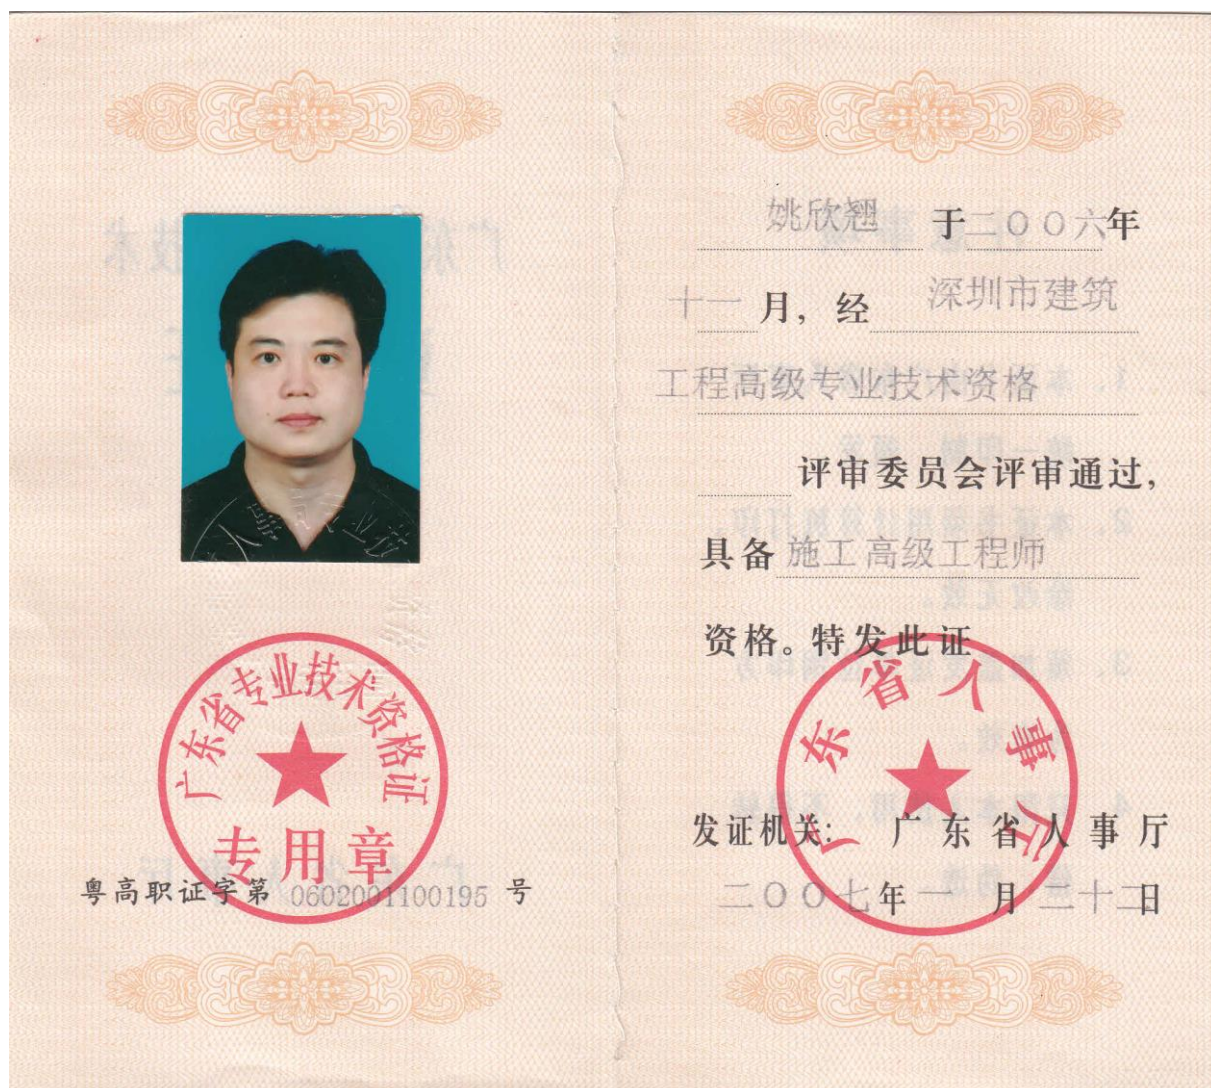 广东省专业技术资格证
专用章
粤高职证字第 0602001100195 号
姚欣翘 于二〇〇六年
十一月，经 深圳市建筑
工程高级专业技术资格
评审委员会评审通过，
具备 施工高级工程师
资格。特发此证
广东省人事厅
发证机关： 广东省人事厅
二〇〇七年一月二十二日